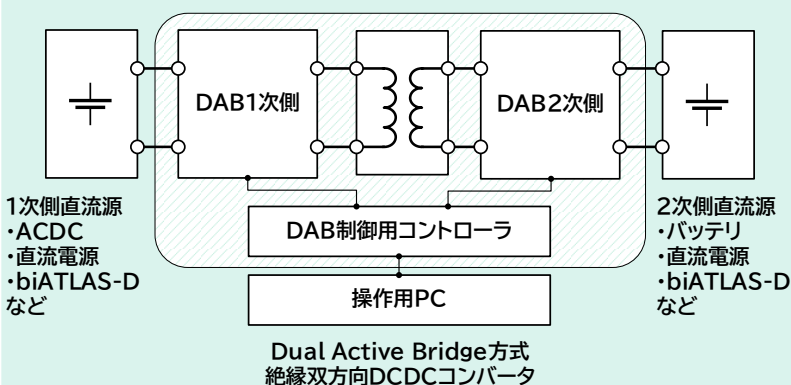 DAB1次側
DAB2次側
1次側直流源
・ACDC
・直流電源
・biATLAS-D
など
DAB制御用コントローラ
操作用PC
2次側直流源
・バッテリ
・直流電源
・biATLAS-D
など
Dual Active Bridge方式
絶縁双方向DCDCコンバータ